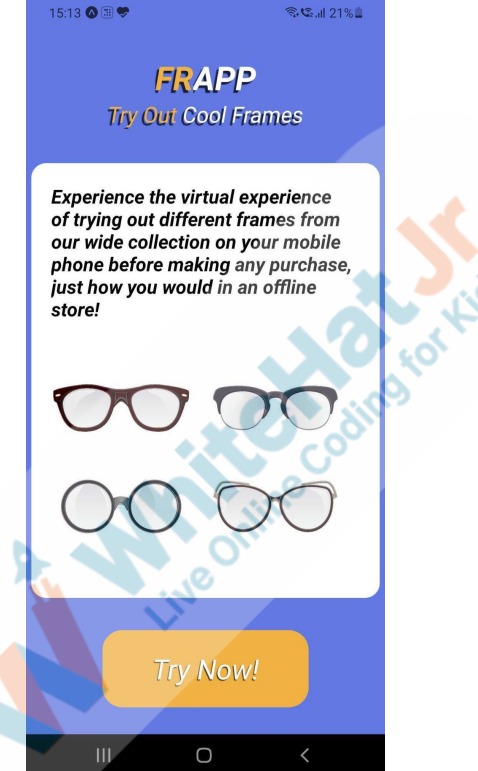 15:13
21%
FRAPP
Try Out Cool Frames
Experience the virtual experience
of trying out different frames from
our wide collection on your mobile
phone before making any purchase,
just how you would in an offline
store!
WhiteHat Jr
Live Online Coding for Kid
Try Now!